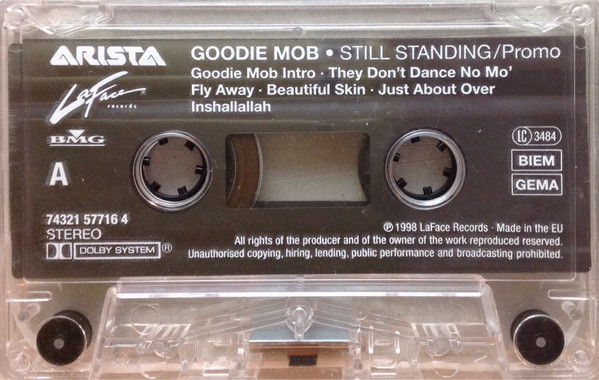 ARISTA
GOODIE MOB • STILL STANDING/Promo
Goodie Mob Intro · They Don't Dance No Mo'
Fly Away · Beautiful Skin · Just About Over
Inshallallah
LaFace
records
BMG
A
LC 3484
BIEM
GEMA
74321 57716 4
STEREO
DOLBY SYSTEM ®
℗ 1998 LaFace Records · Made in the EU
All rights of the producer and of the owner of the work reproduced reserved.
Unauthorised copying, hiring, lending, public performance and broadcasting prohibited.